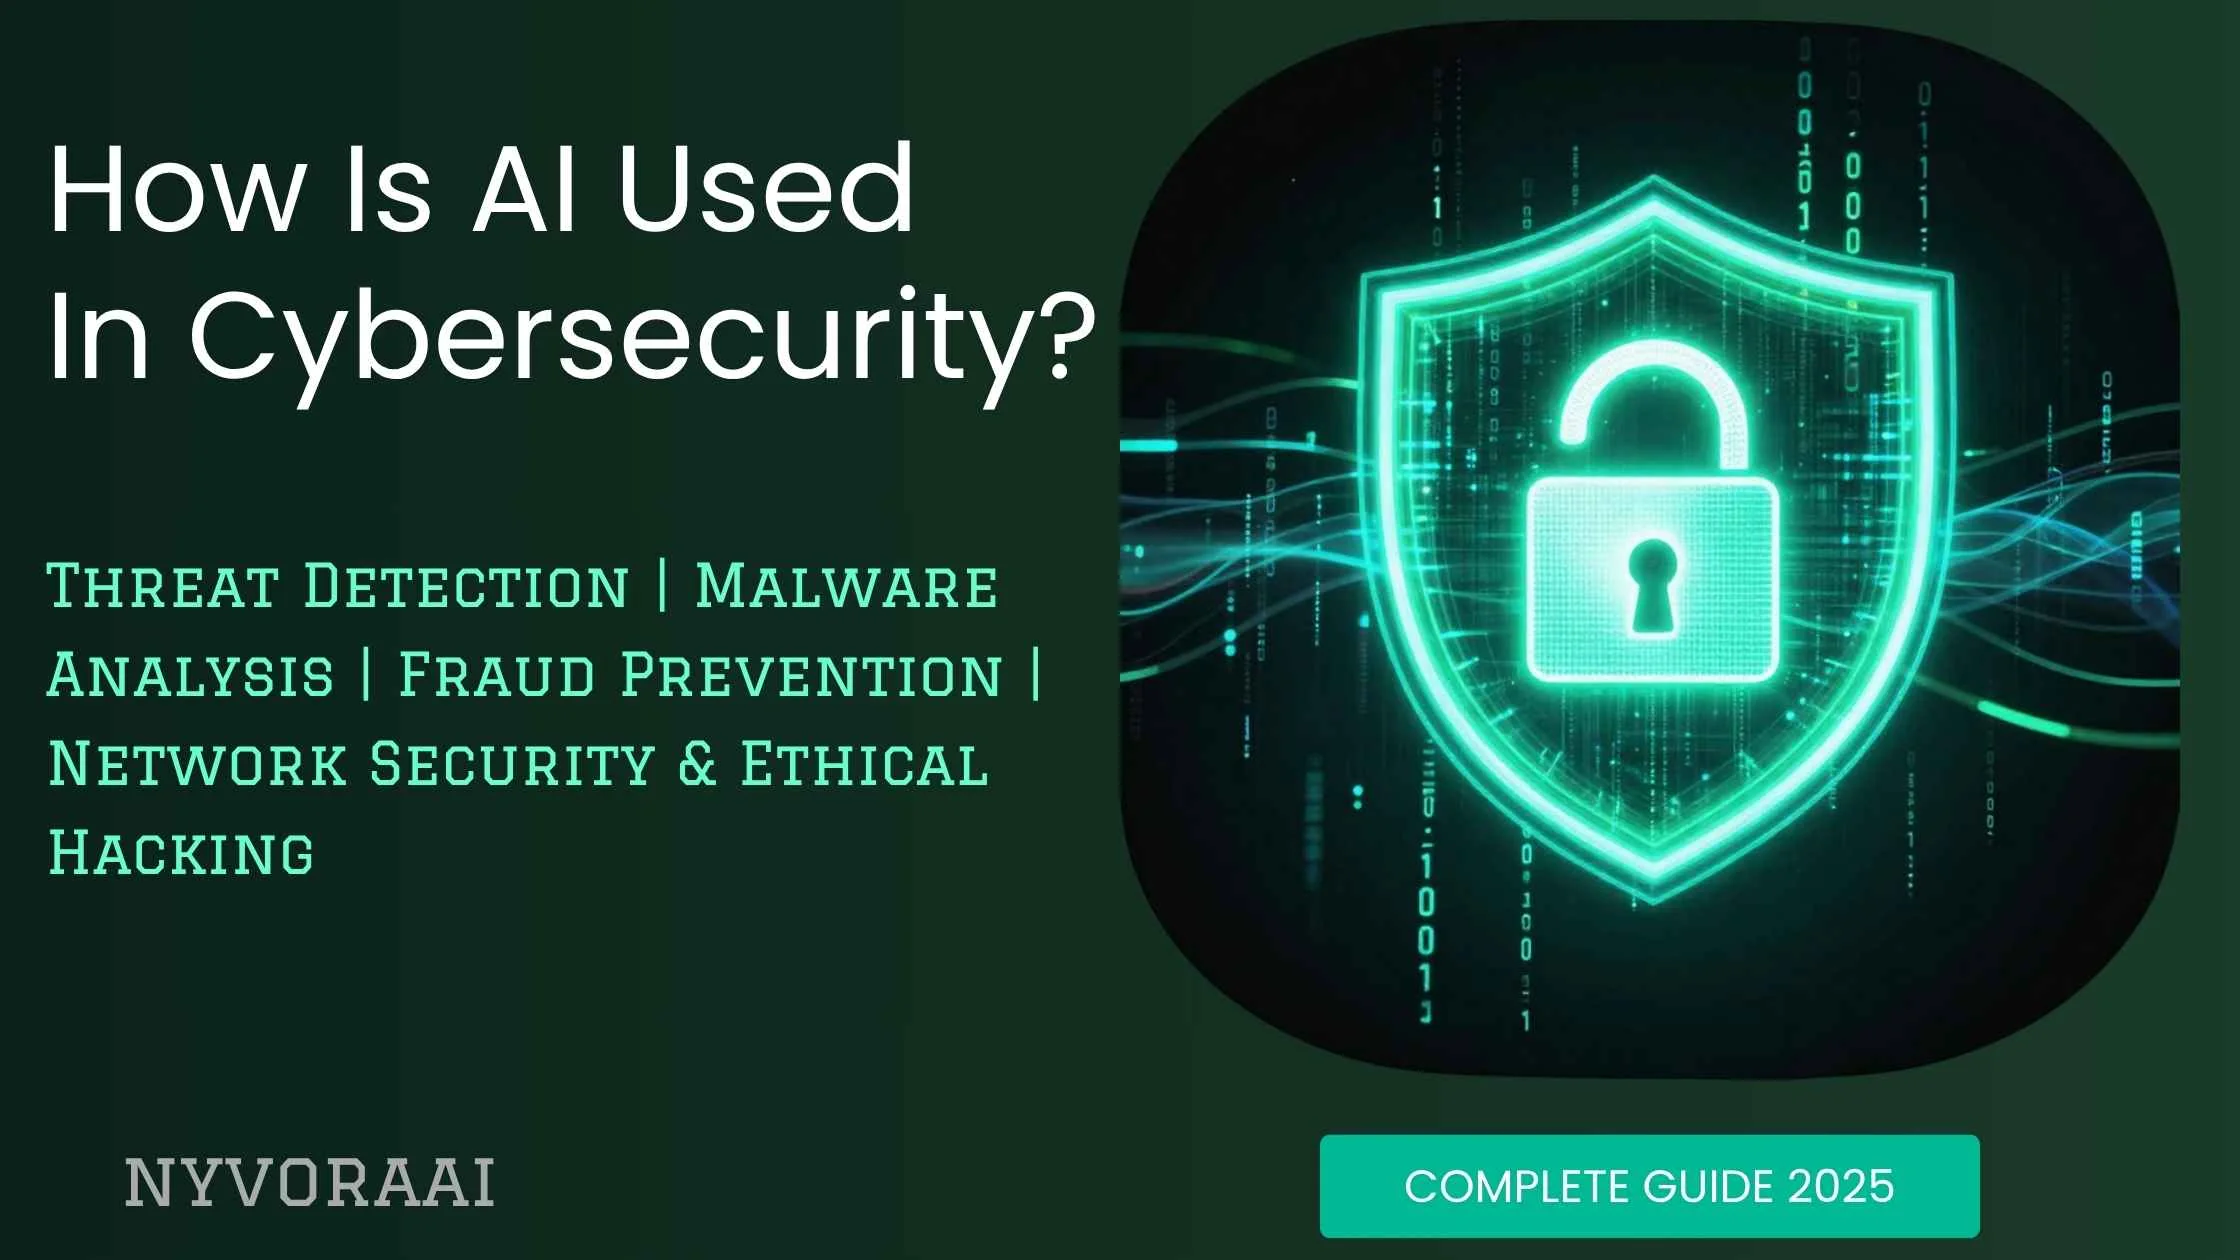 How Is AI Used
In Cybersecurity?
Threat Detection | Malware
Analysis | Fraud Prevention |
Network Security & Ethical
Hacking
NYVORAAI
COMPLETE GUIDE 2025